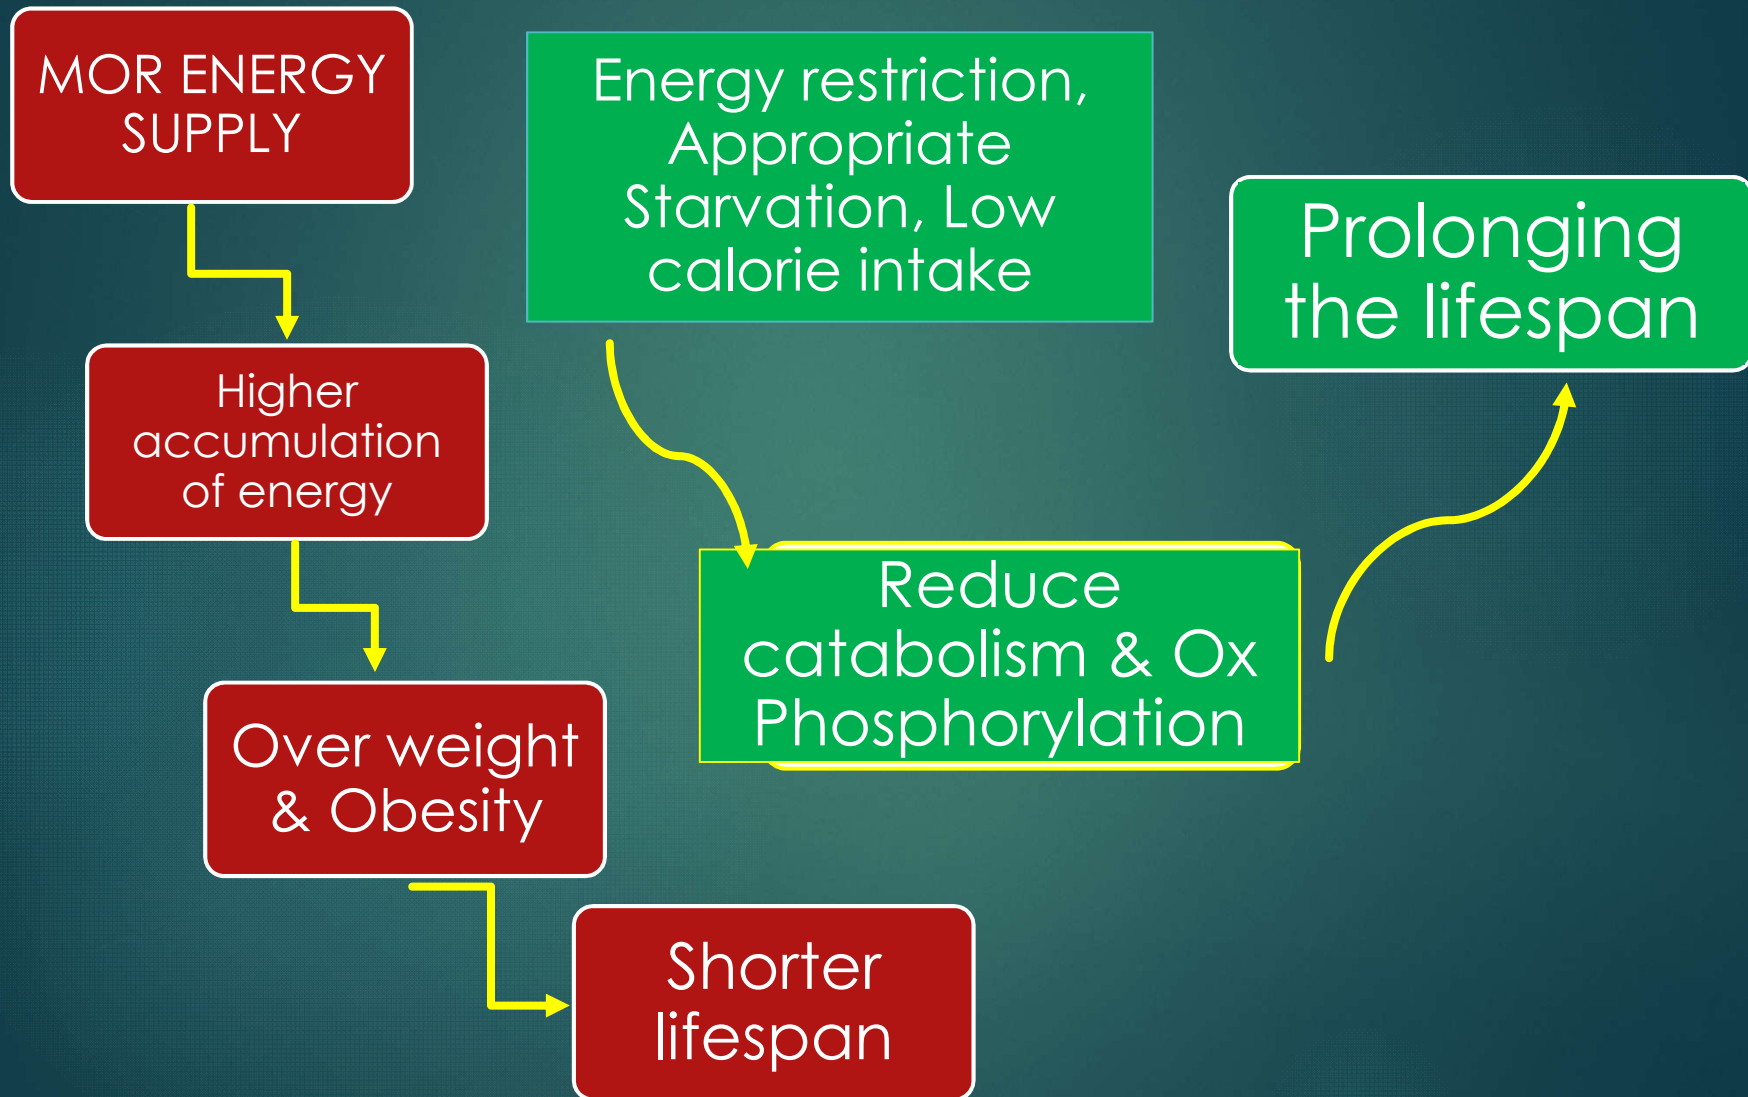 MOR ENERGY
SUPPLY
Higher
accumulation
of energy
Over weight
& Obesity
Shorter
lifespan
Energy restriction,
Appropriate
Starvation, Low
calorie intake
Reduce
catabolism & Ox
Phosphorylation
Prolonging
the lifespan